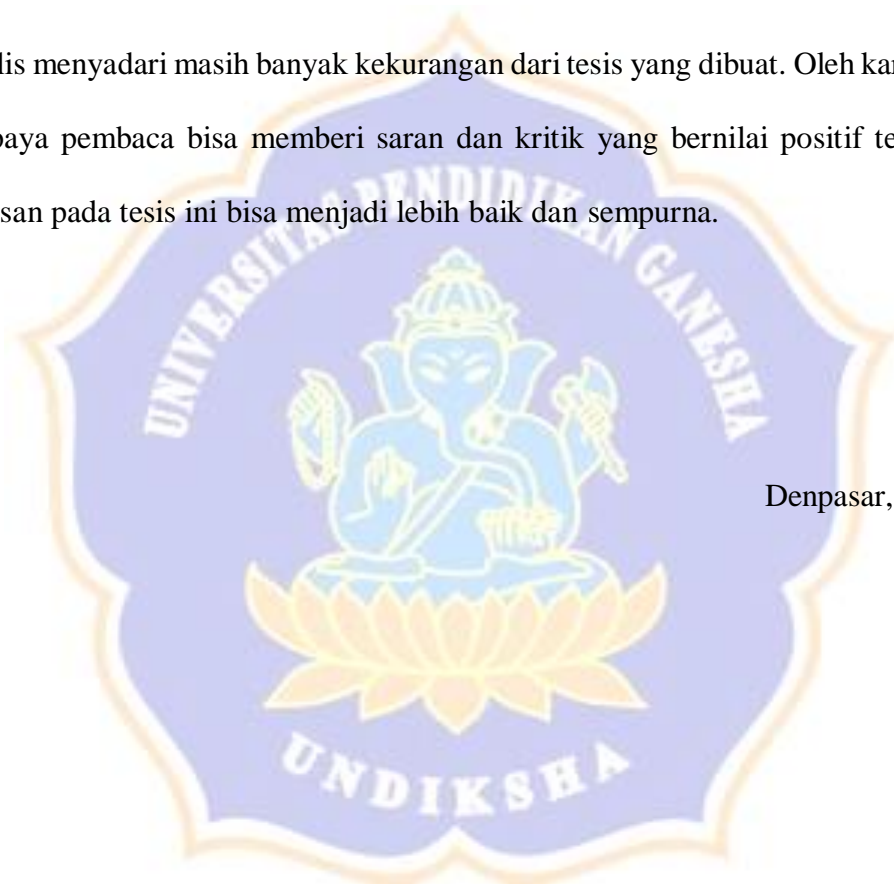 lis menyadari masih banyak kekurangan dari tesis yang dibuat. Oleh kar
paya pembaca bisa memberi saran dan kritik yang bernilai positif te
san pada tesis ini bisa menjadi lebih baik dan sempurna.
UNIVERSITAS PENDIDIKAN GANESHA
Denpasar,
UNDIKSHA